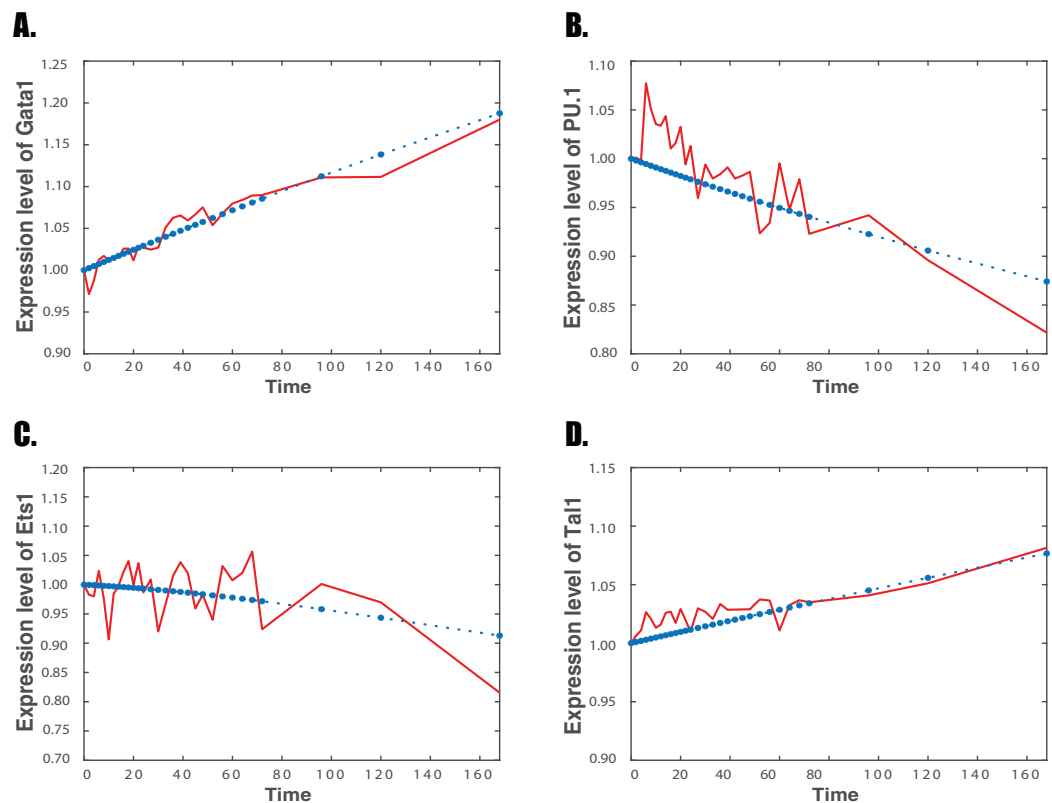 A.
Expression level of Gata1
1.25
1.20
1.15
1.10
1.05
1.00
0.95
0.90
0 20 40 60 80 100 120 140 160
Time
B.
Expression level of PU.1
1.10
1.05
1.00
0.95
0.90
0.85
0.80
0 20 40 60 80 100 120 140 160
Time
C.
Expression level of Ets1
1.20
1.25
1.10
1.05
1.00
0.95
0.90
0.85
0.80
0.75
0.70
0 20 40 60 80 100 120 140 160
Time
D.
Expression level of Tal1
1.15
1.10
1.05
1.00
0.95
0.90
0 20 40 60 80 100 120 140 160
Time